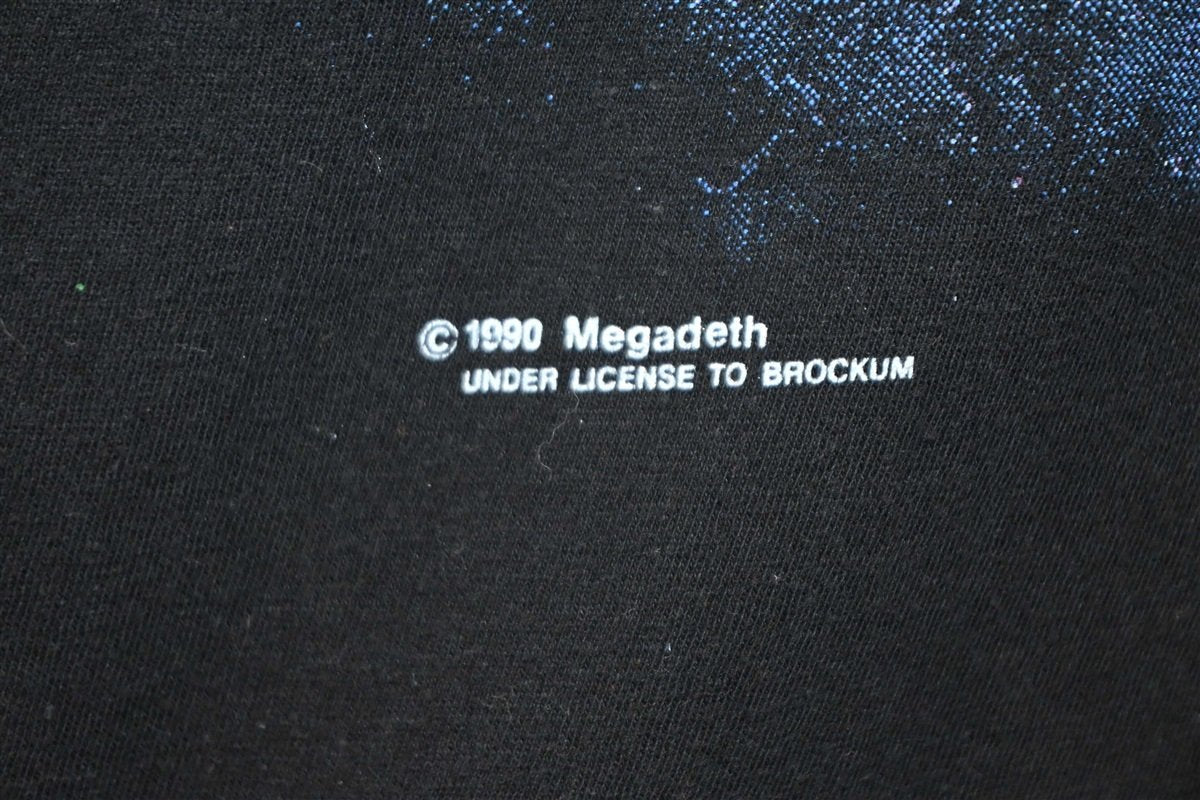 ©1990 Megadeth
UNDER LICENSE TO BROCKUM